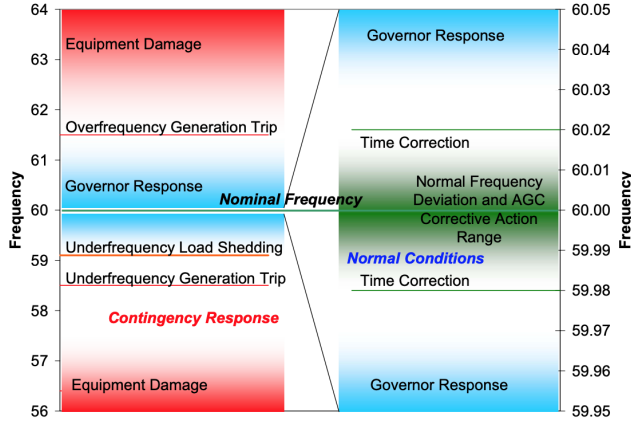 64
63
62
61
60
59
58
57
56
Frequency
Equipment Damage
Overfrequency Generation Trip
Governor Response
Nominal Frequency
Underfrequency Load Shedding
Underfrequency Generation Trip
Contingency Response
Equipment Damage
Governor Response
Time Correction
Normal Frequency
Deviation and AGC
Corrective Action
Range
Normal Conditions
Time Correction
Governor Response
60.05
60.04
60.03
60.02
60.01
60.00
59.99
59.98
59.97
59.96
59.95
Frequency